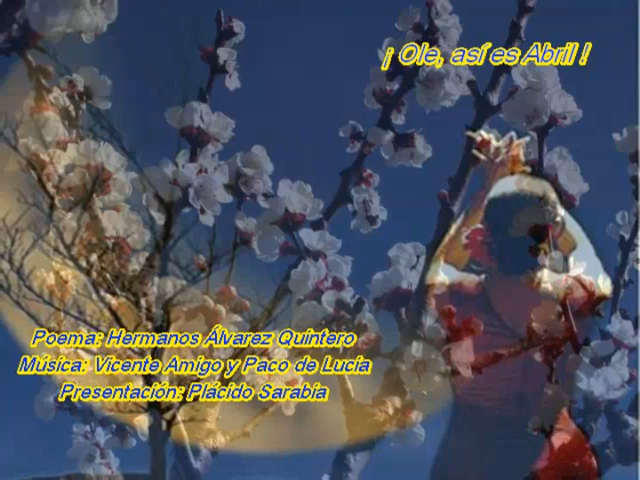 ¡ Ole, así es Abril !
Poema: Hermanos Álvarez Quintero
Música: Vicente Amigo y Paco de Lucia
Presentación: Plácido Sarabia